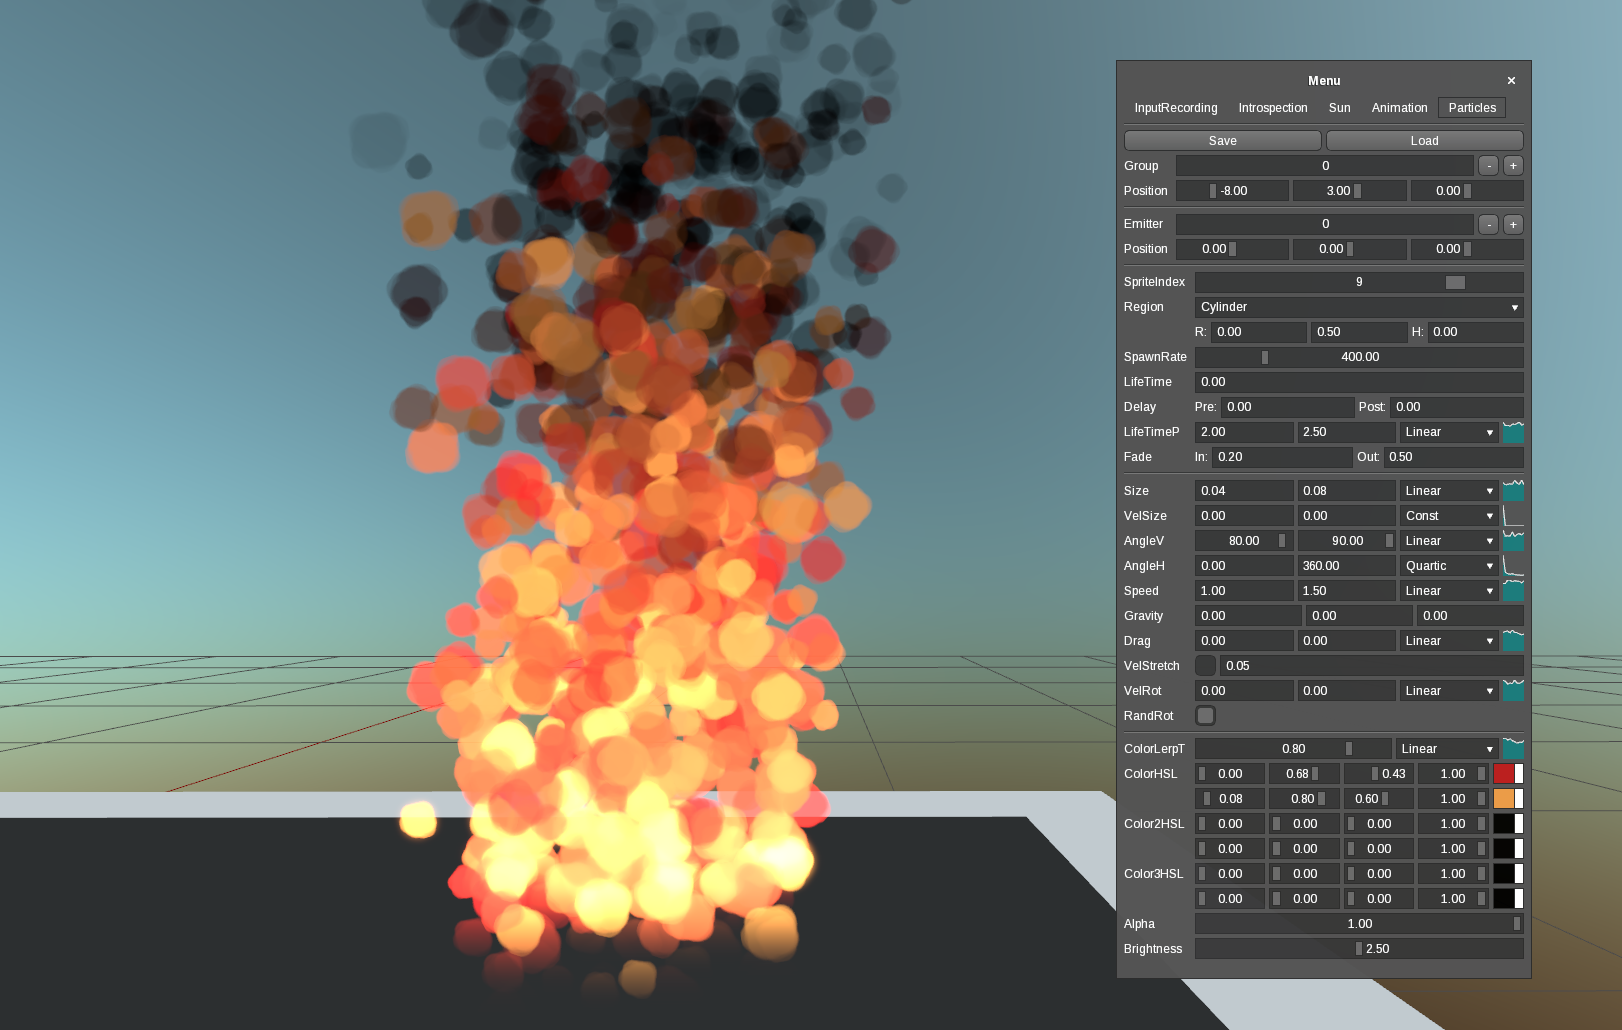 Menu ×
InputRecording Introspection Sun Animation Particles
Save Load
Group 0 - +
Position -8.00 3.00 0.00
Emitter 0 - +
Position 0.00 0.00 0.00
SpriteIndex 9
Region Cylinder
R: 0.00 0.50 H: 0.00
SpawnRate 400.00
LifeTime 0.00
Delay Pre: 0.00 Post: 0.00
LifeTimeP 2.00 2.50 Linear
Fade In: 0.20 Out: 0.50
Size 0.04 0.08 Linear
VelSize 0.00 0.00 Const
AngleV 80.00 90.00 Linear
AngleH 0.00 360.00 Quartic
Speed 1.00 1.50 Linear
Gravity 0.00 0.00 0.00
Drag 0.00 0.00 Linear
VelStretch 0.05
VelRot 0.00 0.00 Linear
RandRot
ColorLerpT 0.80 Linear
ColorHSL 0.00 0.68 0.43 1.00
0.08 0.80 0.60 1.00
Color2HSL 0.00 0.00 0.00 1.00
0.00 0.00 0.00 1.00
Color3HSL 0.00 0.00 0.00 1.00
0.00 0.00 0.00 1.00
Alpha 1.00
Brightness 2.50